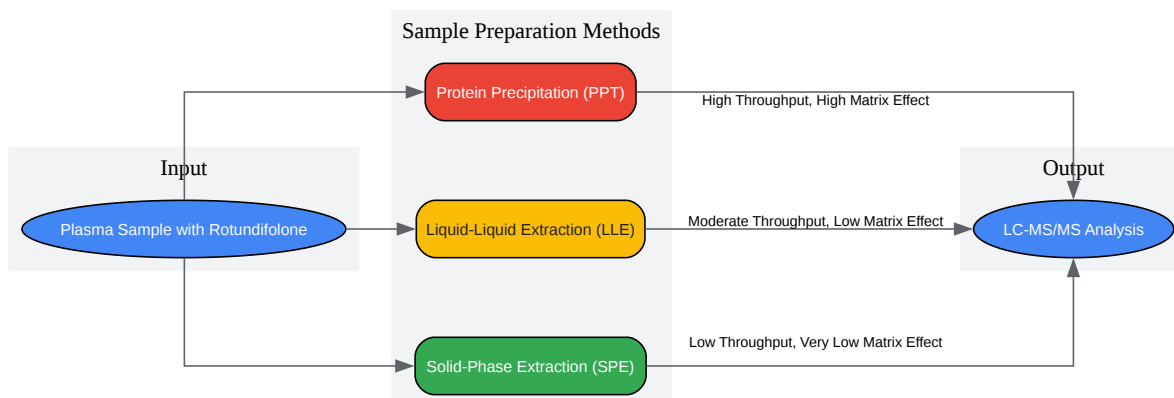 Sample Preparation Methods
Protein Precipitation (PPT)
High Throughput, High Matrix Effect
Input
Output
Plasma Sample with Rotundifolone
Liquid-Liquid Extraction (LLE)
Moderate Throughput, Low Matrix Effect
LC-MS/MS Analysis
Low Throughput, Very Low Matrix Effect
Solid-Phase Extraction (SPE)